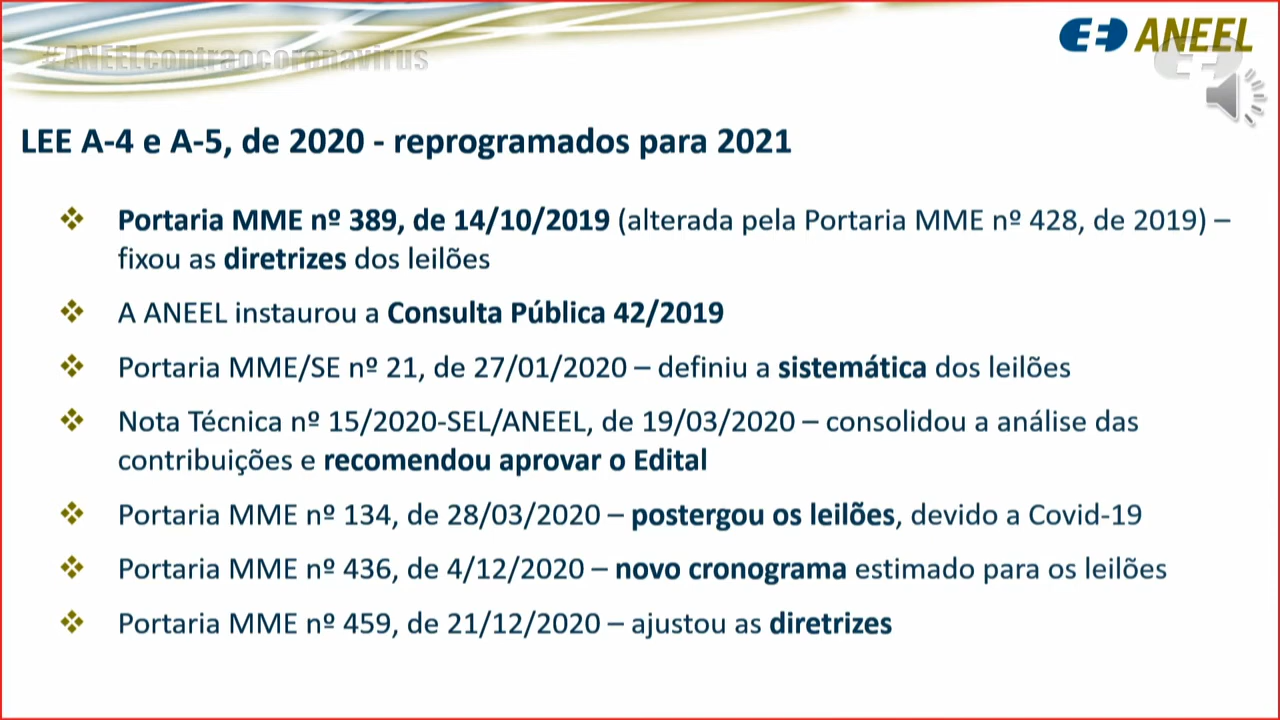 #ANEELcontraocoronavirus
ANEEL
LEE A-4 e A-5, de 2020 - reprogramados para 2021
Portaria MME nº 389, de 14/10/2019 (alterada pela Portaria MME nº 428, de 2019) –
fixou as diretrizes dos leilões
A ANEEL instaurou a Consulta Pública 42/2019
Portaria MME/SE nº 21, de 27/01/2020 – definiu a sistemática dos leilões
Nota Técnica nº 15/2020-SEL/ANEEL, de 19/03/2020 – consolidou a análise das
contribuições e recomendou aprovar o Edital
Portaria MME nº 134, de 28/03/2020 – postergou os leilões, devido a Covid-19
Portaria MME nº 436, de 4/12/2020 – novo cronograma estimado para os leilões
Portaria MME nº 459, de 21/12/2020 – ajustou as diretrizes